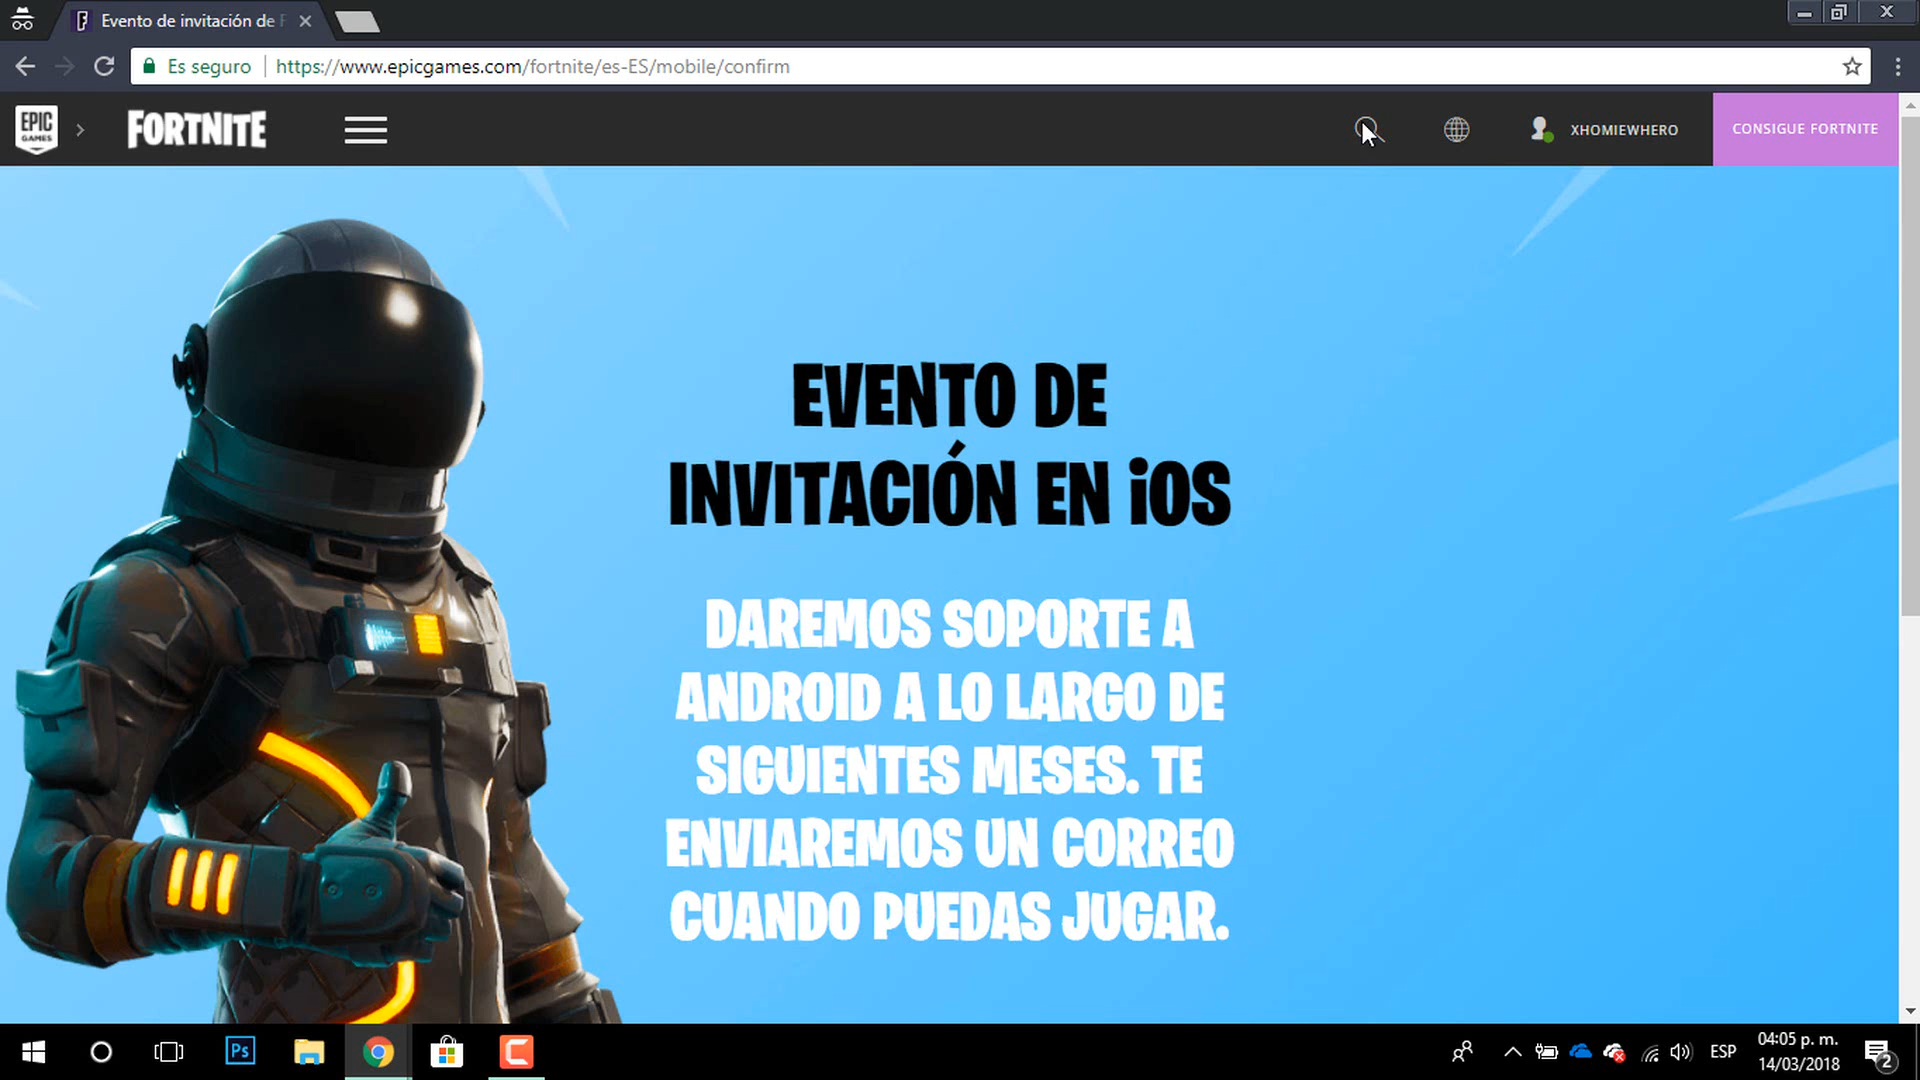 Evento de invitación de F
Es seguro
https://www.epicgames.com/fortnite/es-ES/mobile/confirm
EPIC GAMES
FORTNITE
XHOMIEWHERO
CONSIGUE FORTNITE
EVENTO DE
INVITACIÓN EN iOS
DAREMOS SOPORTE A
ANDROID A LO LARGO DE
SIGUIENTES MESES. TE
ENVIAREMOS UN CORREO
CUANDO PUEDAS JUGAR.
Ps
ESP
04:05 p. m.
14/03/2018
2